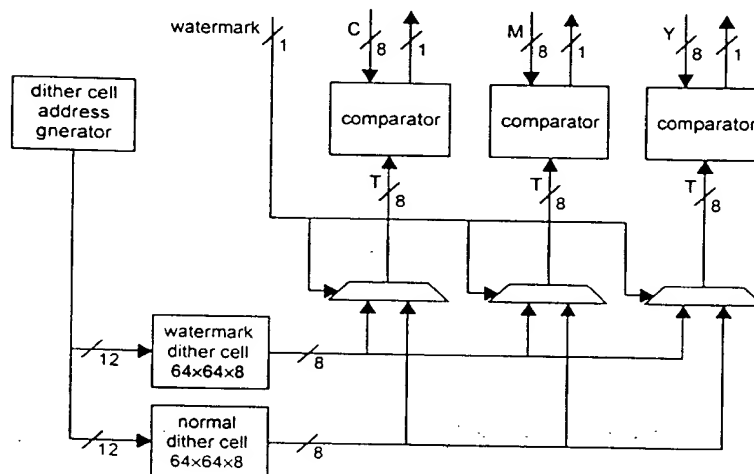 watermark
1
C
8
1
M
8
1
Y
8
1
dither cell
address
gnerator
comparator
comparator
comparator
T
8
T
8
T
8
12
watermark
dither cell
64×64×8
8
12
normal
dither cell
64×64×8
8